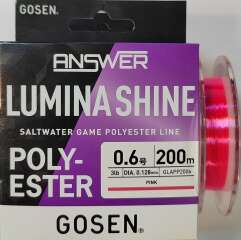 GOSEN®
ANSWER
LUMINA SHINE
SALTWATER GAME POLYESTER LINE
POLY-
ESTER
0.6号 200m
3lb DIA. 0.128mm GLAPP2006
PINK
GOSEN®